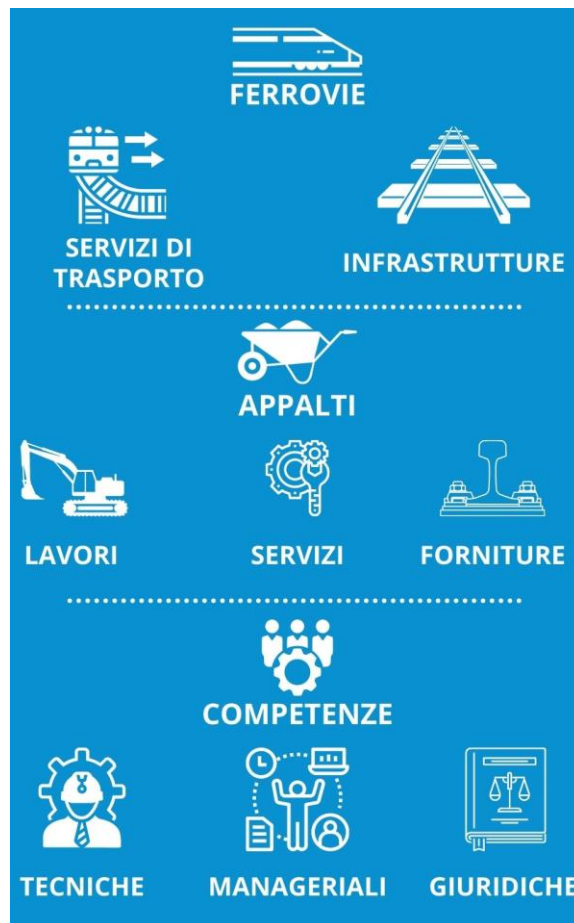 FERROVIE
SERVIZI DI
TRASPORTO
INFRASTRUTTURE
APPALTI
LAVORI
SERVIZI
FORNITURE
COMPETENZE
TECNICHE
MANAGERIALI
GIURIDICHE